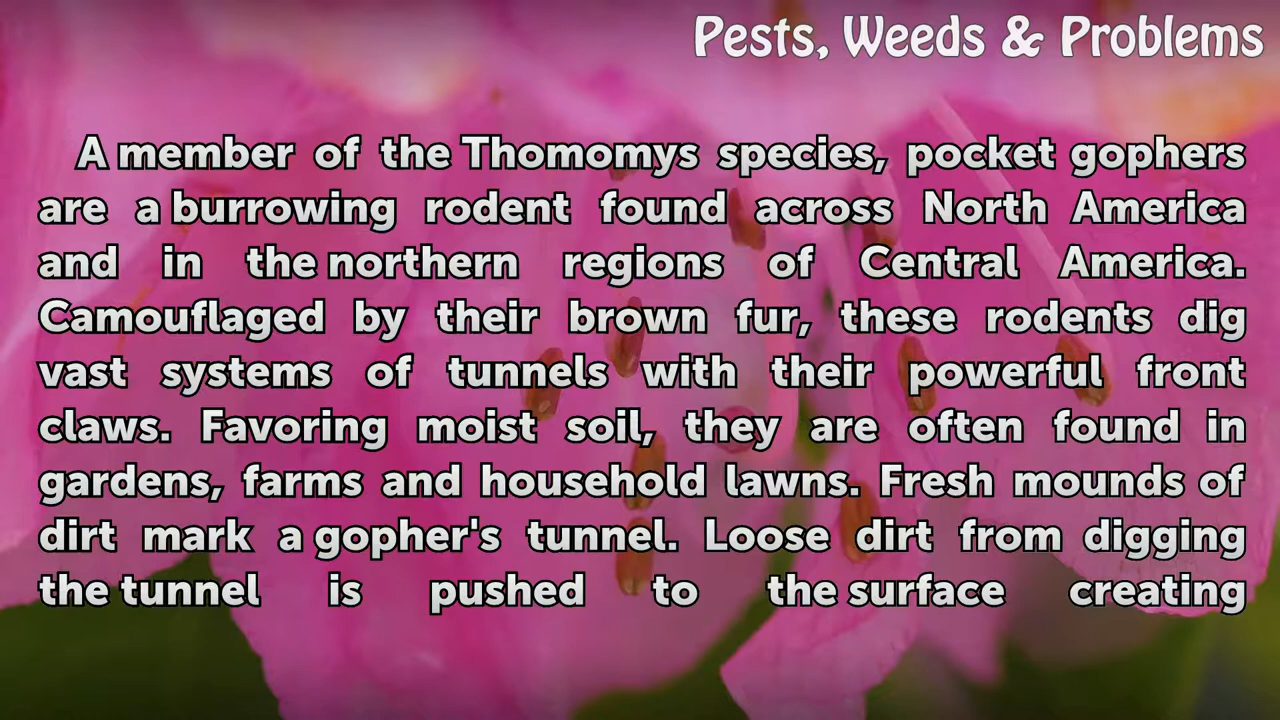 Pests, Weeds & Problems
A member of the Thomomys species, pocket gophers
are a burrowing rodent found across North America
and in the northern regions of Central America.
Camouflaged by their brown fur, these rodents dig
vast systems of tunnels with their powerful front
claws. Favoring moist soil, they are often found in
gardens, farms and household lawns. Fresh mounds of
dirt mark a gopher's tunnel. Loose dirt from digging
the tunnel is pushed to the surface creating